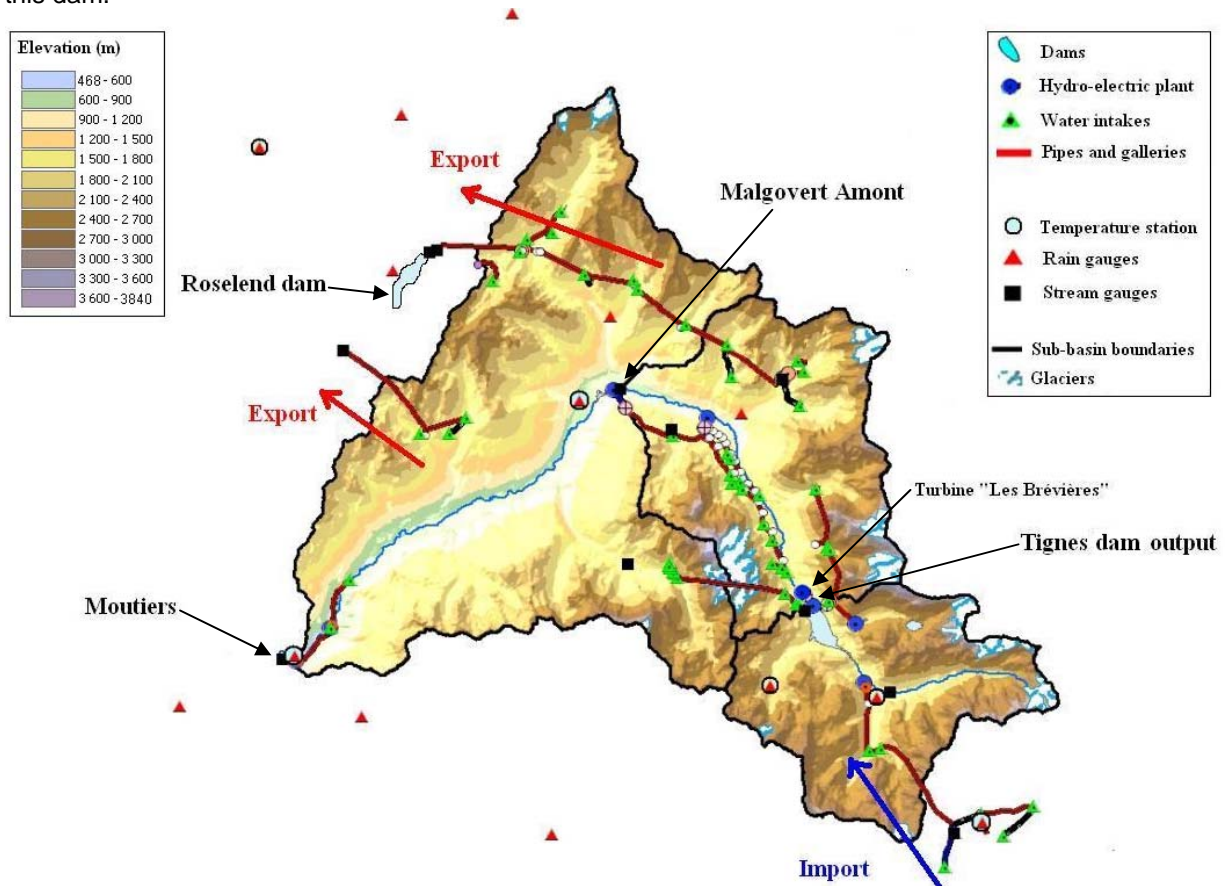 this dam.
Elevation (m)
468 - 600
600 - 900
900 - 1 200
1 200 - 1 500
1 500 - 1 800
1 800 - 2 100
2 100 - 2 400
2 400 - 2 700
2 700 - 3 000
3 000 - 3 300
3 300 - 3 600
3 600 - 3840
Dams
Hydro-electric plant
Water intakes
Pipes and galleries
Temperature station
Rain gauges
Stream gauges
Sub-basin boundaries
Glaciers
Export
Malgovert Amont
Roselend dam
Export
Turbine "Les Brévières"
Tignes dam output
Moutiers
Import